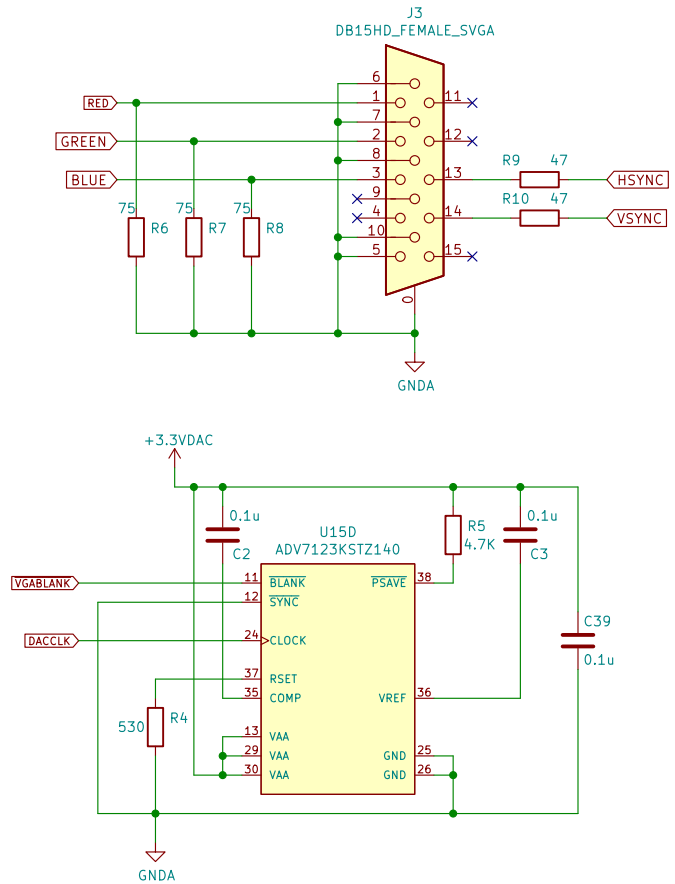 J3
DB15HD_FEMALE_SVGA
6
RED 1 11
7
GREEN 2 12
8
R9 47
BLUE 3 13 HSYNC
9
R10 47
75 75 75
4 14 VSYNC
R6 R7 R8
10
5 15
0
GNDA
+3.3VDAC
0.1u R5 0.1u
U15D
ADV7123KSTZ140
4.7K
C2 C3
VGABLANK 11 BLANK PSAVE 38
12 SYNC
C39
DACCLK 24 CLOCK
0.1u
37 RSET
35 COMP VREF 36
R4
530
13 VAA
29 VAA GND 25
30 VAA GND 26
GNDA